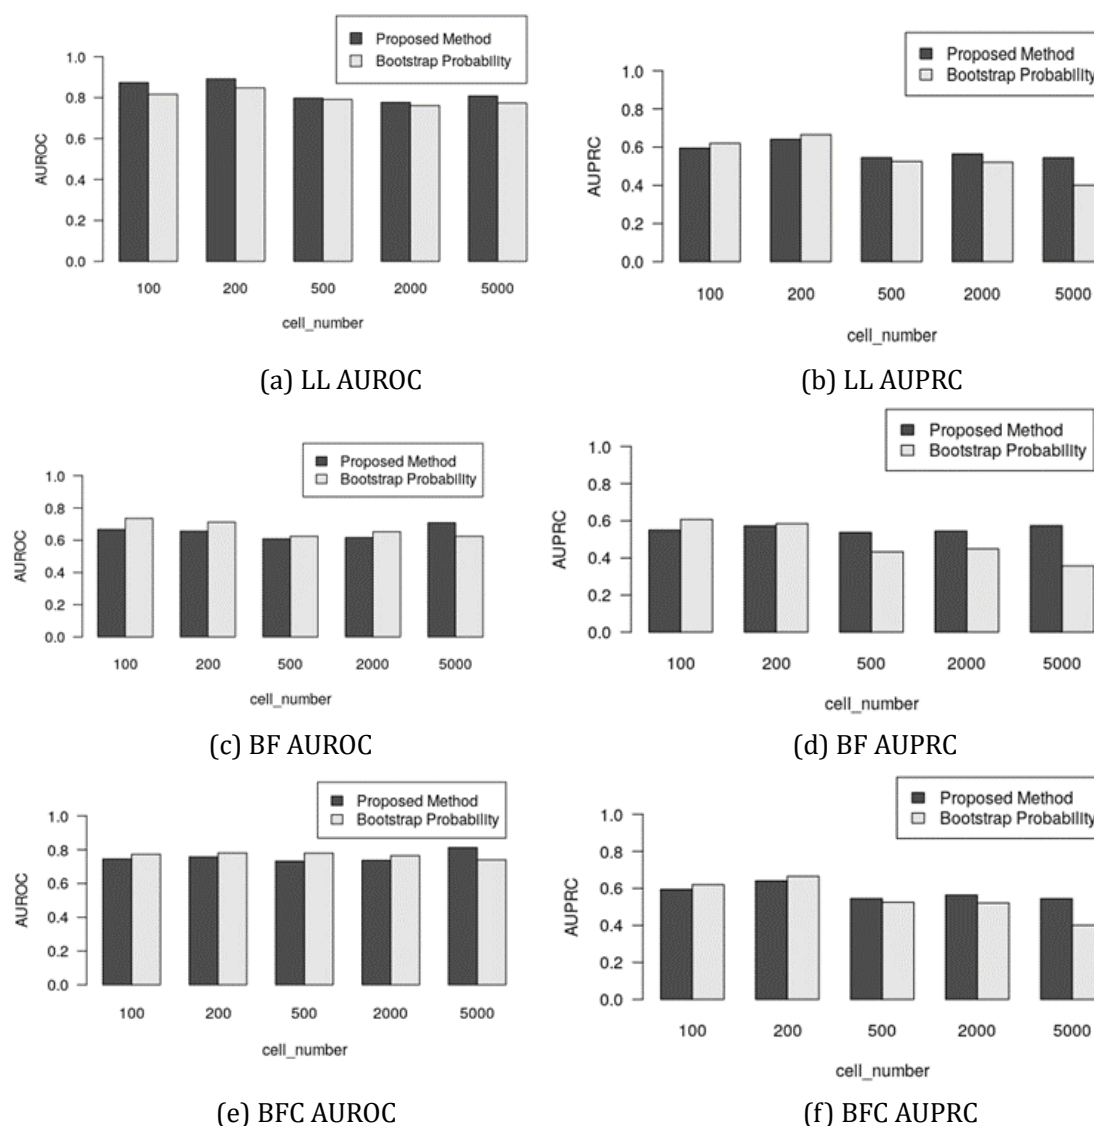 Proposed Method
Bootstrap Probability
1.0
0.8
0.6
0.4
0.2
0.0
AUROC
100 200 500 2000 5000
cell_number
(a) LL AUROC
Proposed Method
Bootstrap Probability
1.0
0.8
0.6
0.4
0.2
0.0
AUPRC
100 200 500 2000 5000
cell_number
(b) LL AUPRC
Proposed Method
Bootstrap Probability
1.0
0.8
0.6
0.4
0.2
0.0
AUROC
100 200 500 2000 5000
cell_number
(c) BF AUROC
Proposed Method
Bootstrap Probability
1.0
0.8
0.6
0.4
0.2
0.0
AUPRC
100 200 500 2000 5000
cell_number
(d) BF AUPRC
Proposed Method
Bootstrap Probability
1.0
0.8
0.6
0.4
0.2
0.0
AUROC
100 200 500 2000 5000
cell_number
(e) BFC AUROC
Proposed Method
Bootstrap Probability
1.0
0.8
0.6
0.4
0.2
0.0
AUPRC
100 200 500 2000 5000
cell_number
(f) BFC AUPRC